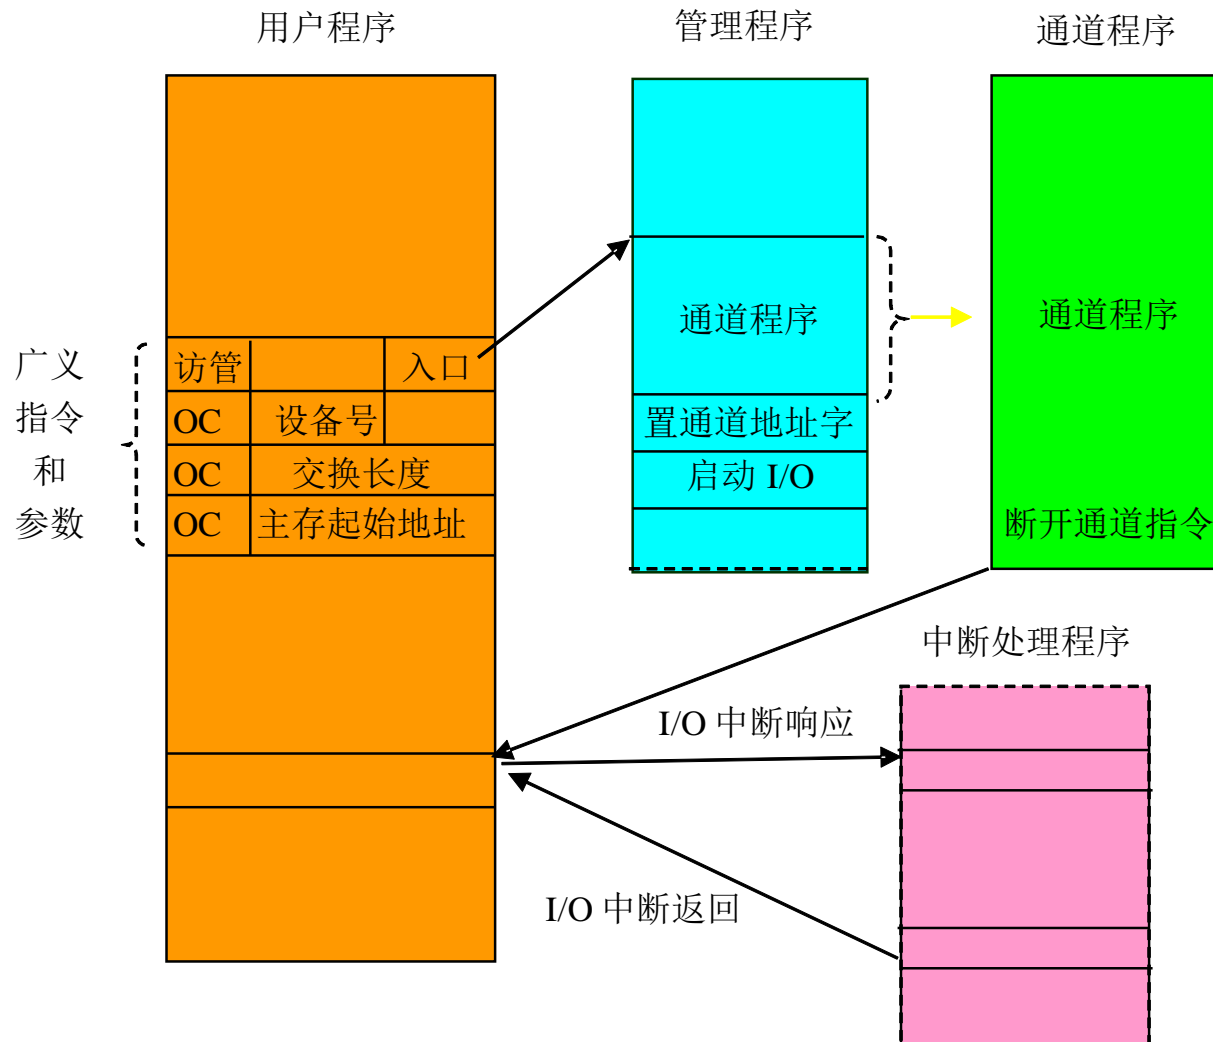 用户程序
管理程序
通道程序
广义
指令
和
参数
访管 入口
OC 设备号
OC 交换长度
OC 主存起始地址
通道程序
置通道地址字
启动 I/O
通道程序
断开通道指令
中断处理程序
I/O 中断响应
I/O 中断返回